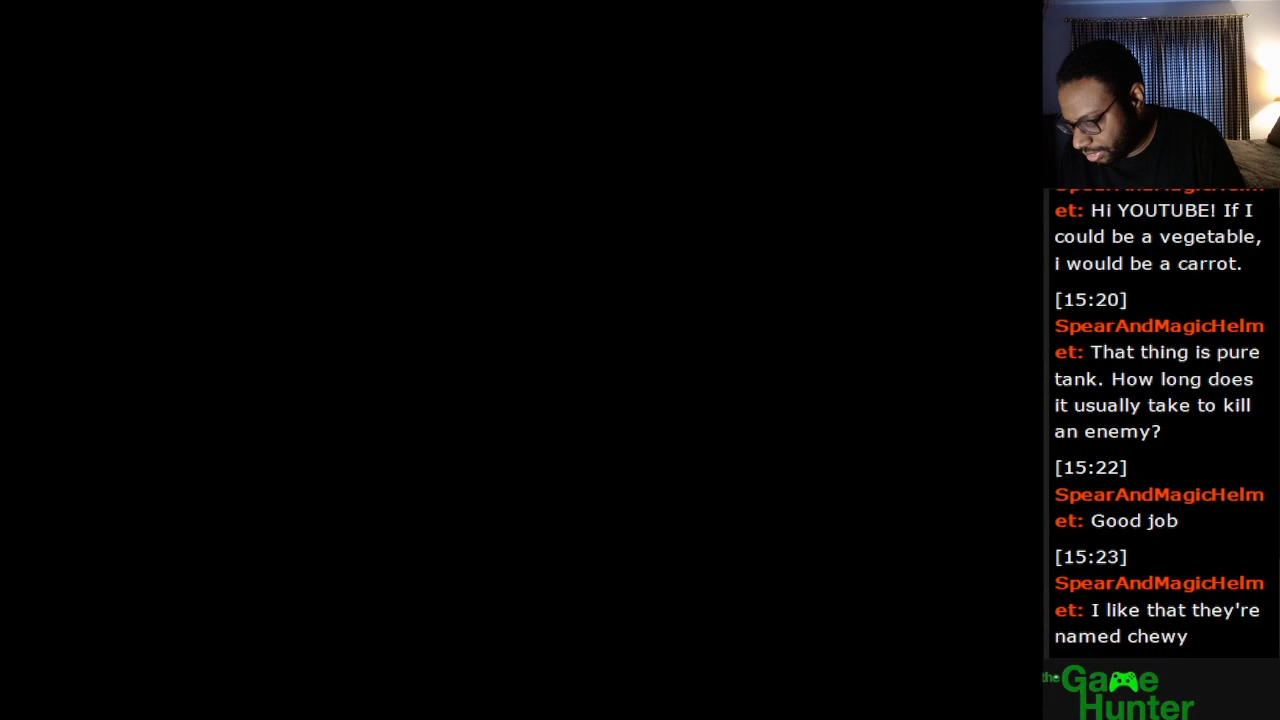 et: Hi YOUTUBE! If I
could be a vegetable,
i would be a carrot.
[15:20]
SpearAndMagicHelm
et: That thing is pure
tank. How long does
it usually take to kill
an enemy?
[15:22]
SpearAndMagicHelm
et: Good job
[15:23]
SpearAndMagicHelm
et: I like that they're
named chewy
the Game
Hunter